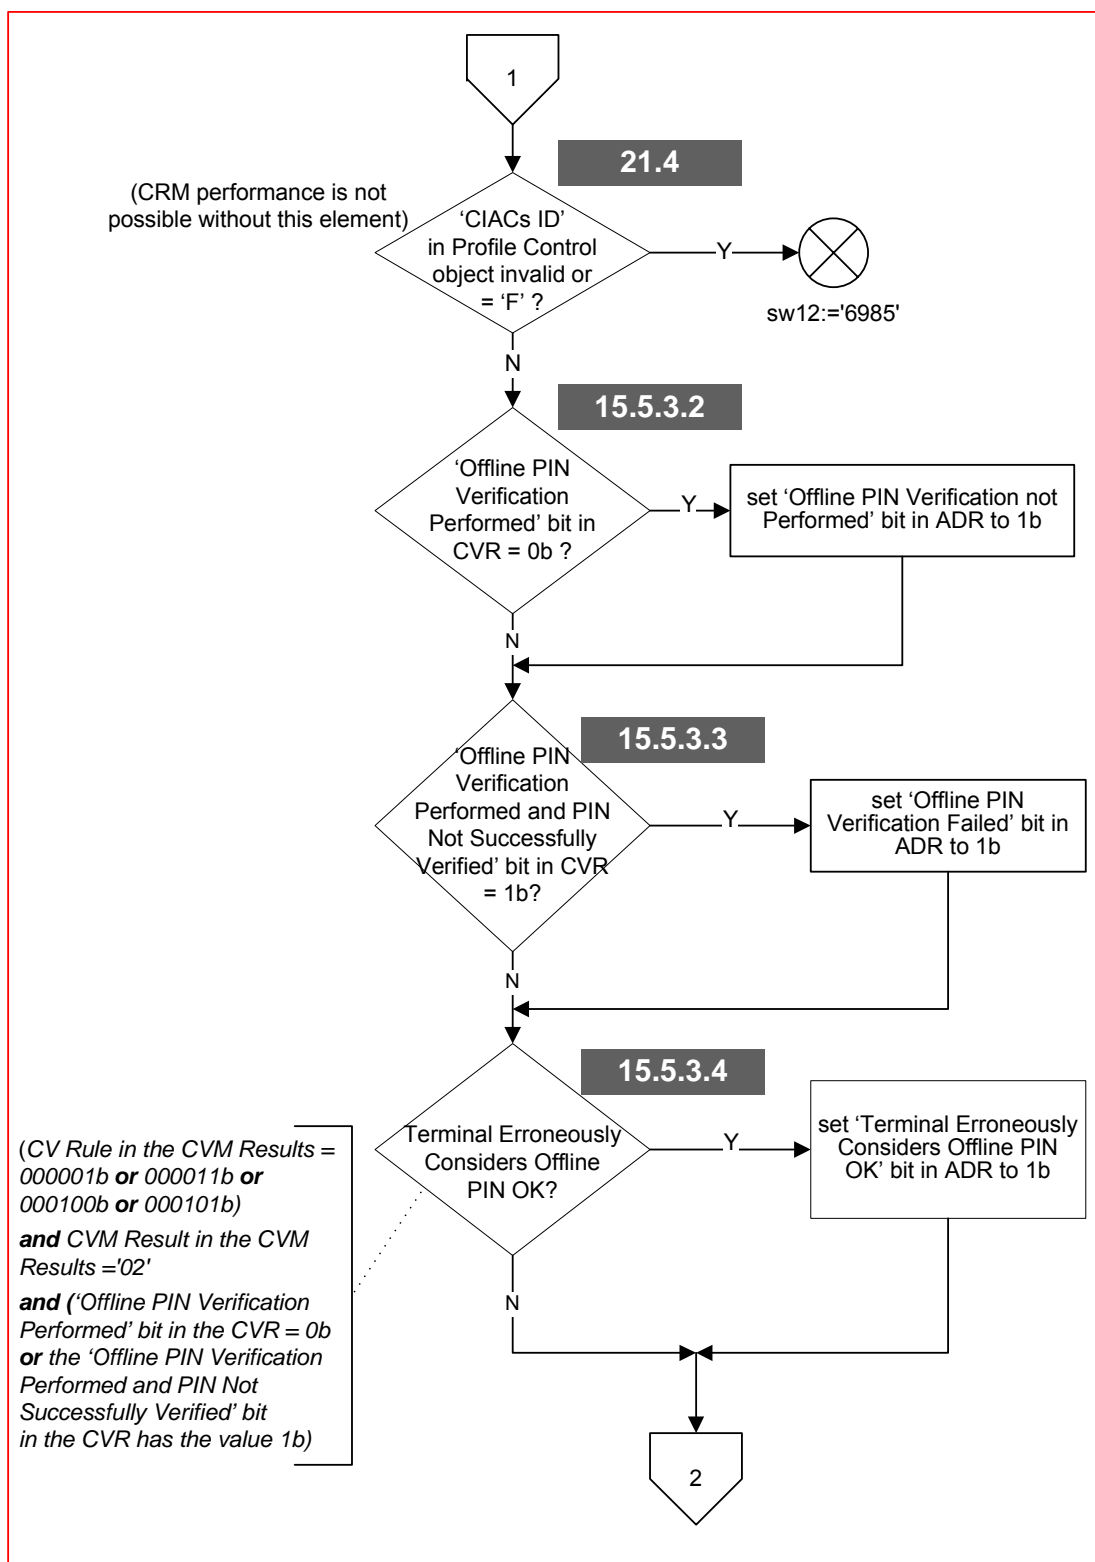 1
21.4
(CRM performance is not
possible without this element)
‘CIACs ID’
in Profile Control
object invalid or
= ‘F’ ?
Y
sw12:='6985'
N
15.5.3.2
‘Offline PIN
Verification
Performed’ bit in
CVR = 0b ?
Y
set ‘Offline PIN Verification not
Performed’ bit in ADR to 1b
N
15.5.3.3
‘Offline PIN
Verification
Performed and PIN
Not Successfully
Verified’ bit in CVR
= 1b?
Y
set ‘Offline PIN
Verification Failed’ bit in
ADR to 1b
N
15.5.3.4
Terminal Erroneously
Considers Offline
PIN OK?
Y
set ‘Terminal Erroneously
Considers Offline PIN
OK’ bit in ADR to 1b
(CV Rule in the CVM Results =
000001b or 000011b or
000100b or 000101b)
and CVM Result in the CVM
Results ='02'
and (‘Offline PIN Verification
Performed’ bit in the CVR = 0b
or the ‘Offline PIN Verification
Performed and PIN Not
Successfully Verified’ bit
in the CVR has the value 1b)
N
2